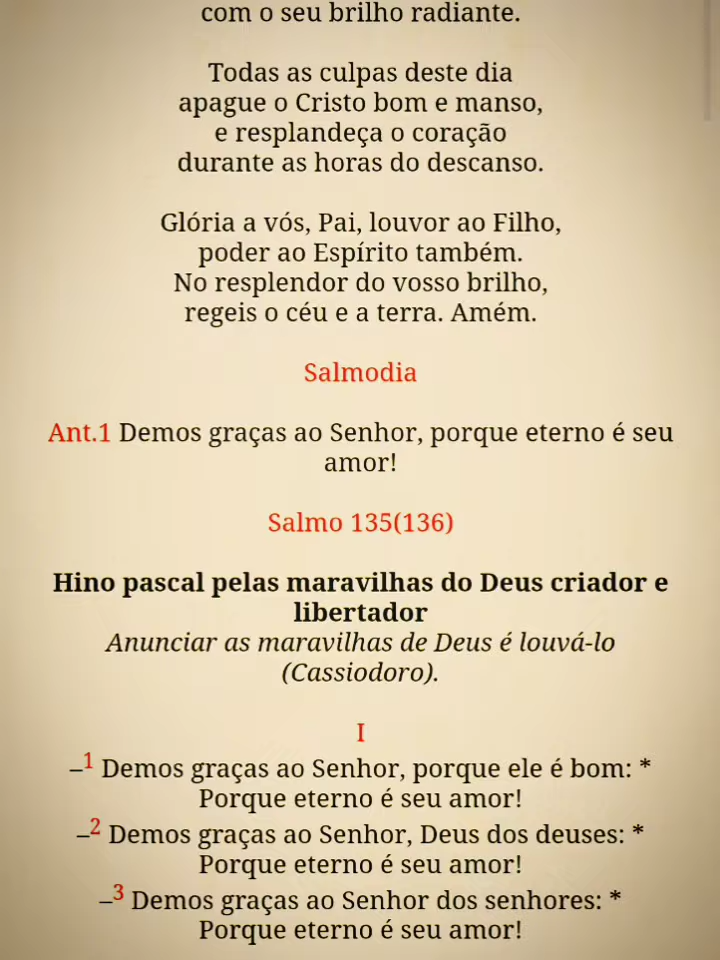 com o seu brilho radiante.
Todas as culpas deste dia
apague o Cristo bom e manso,
e resplandeça o coração
durante as horas do descanso.
Glória a vós, Pai, louvor ao Filho,
poder ao Espírito também.
No resplendor do vosso brilho,
regeis o céu e a terra. Amém.
Salmodia
Ant.1 Demos graças ao Senhor, porque eterno é seu
amor!
Salmo 135(136)
Hino pascal pelas maravilhas do Deus criador e
libertador
Anunciar as maravilhas de Deus é louvá-lo
(Cassiodoro).
I
–1 Demos graças ao Senhor, porque ele é bom: *
Porque eterno é seu amor!
–2 Demos graças ao Senhor, Deus dos deuses: *
Porque eterno é seu amor!
–3 Demos graças ao Senhor dos senhores: *
Porque eterno é seu amor!